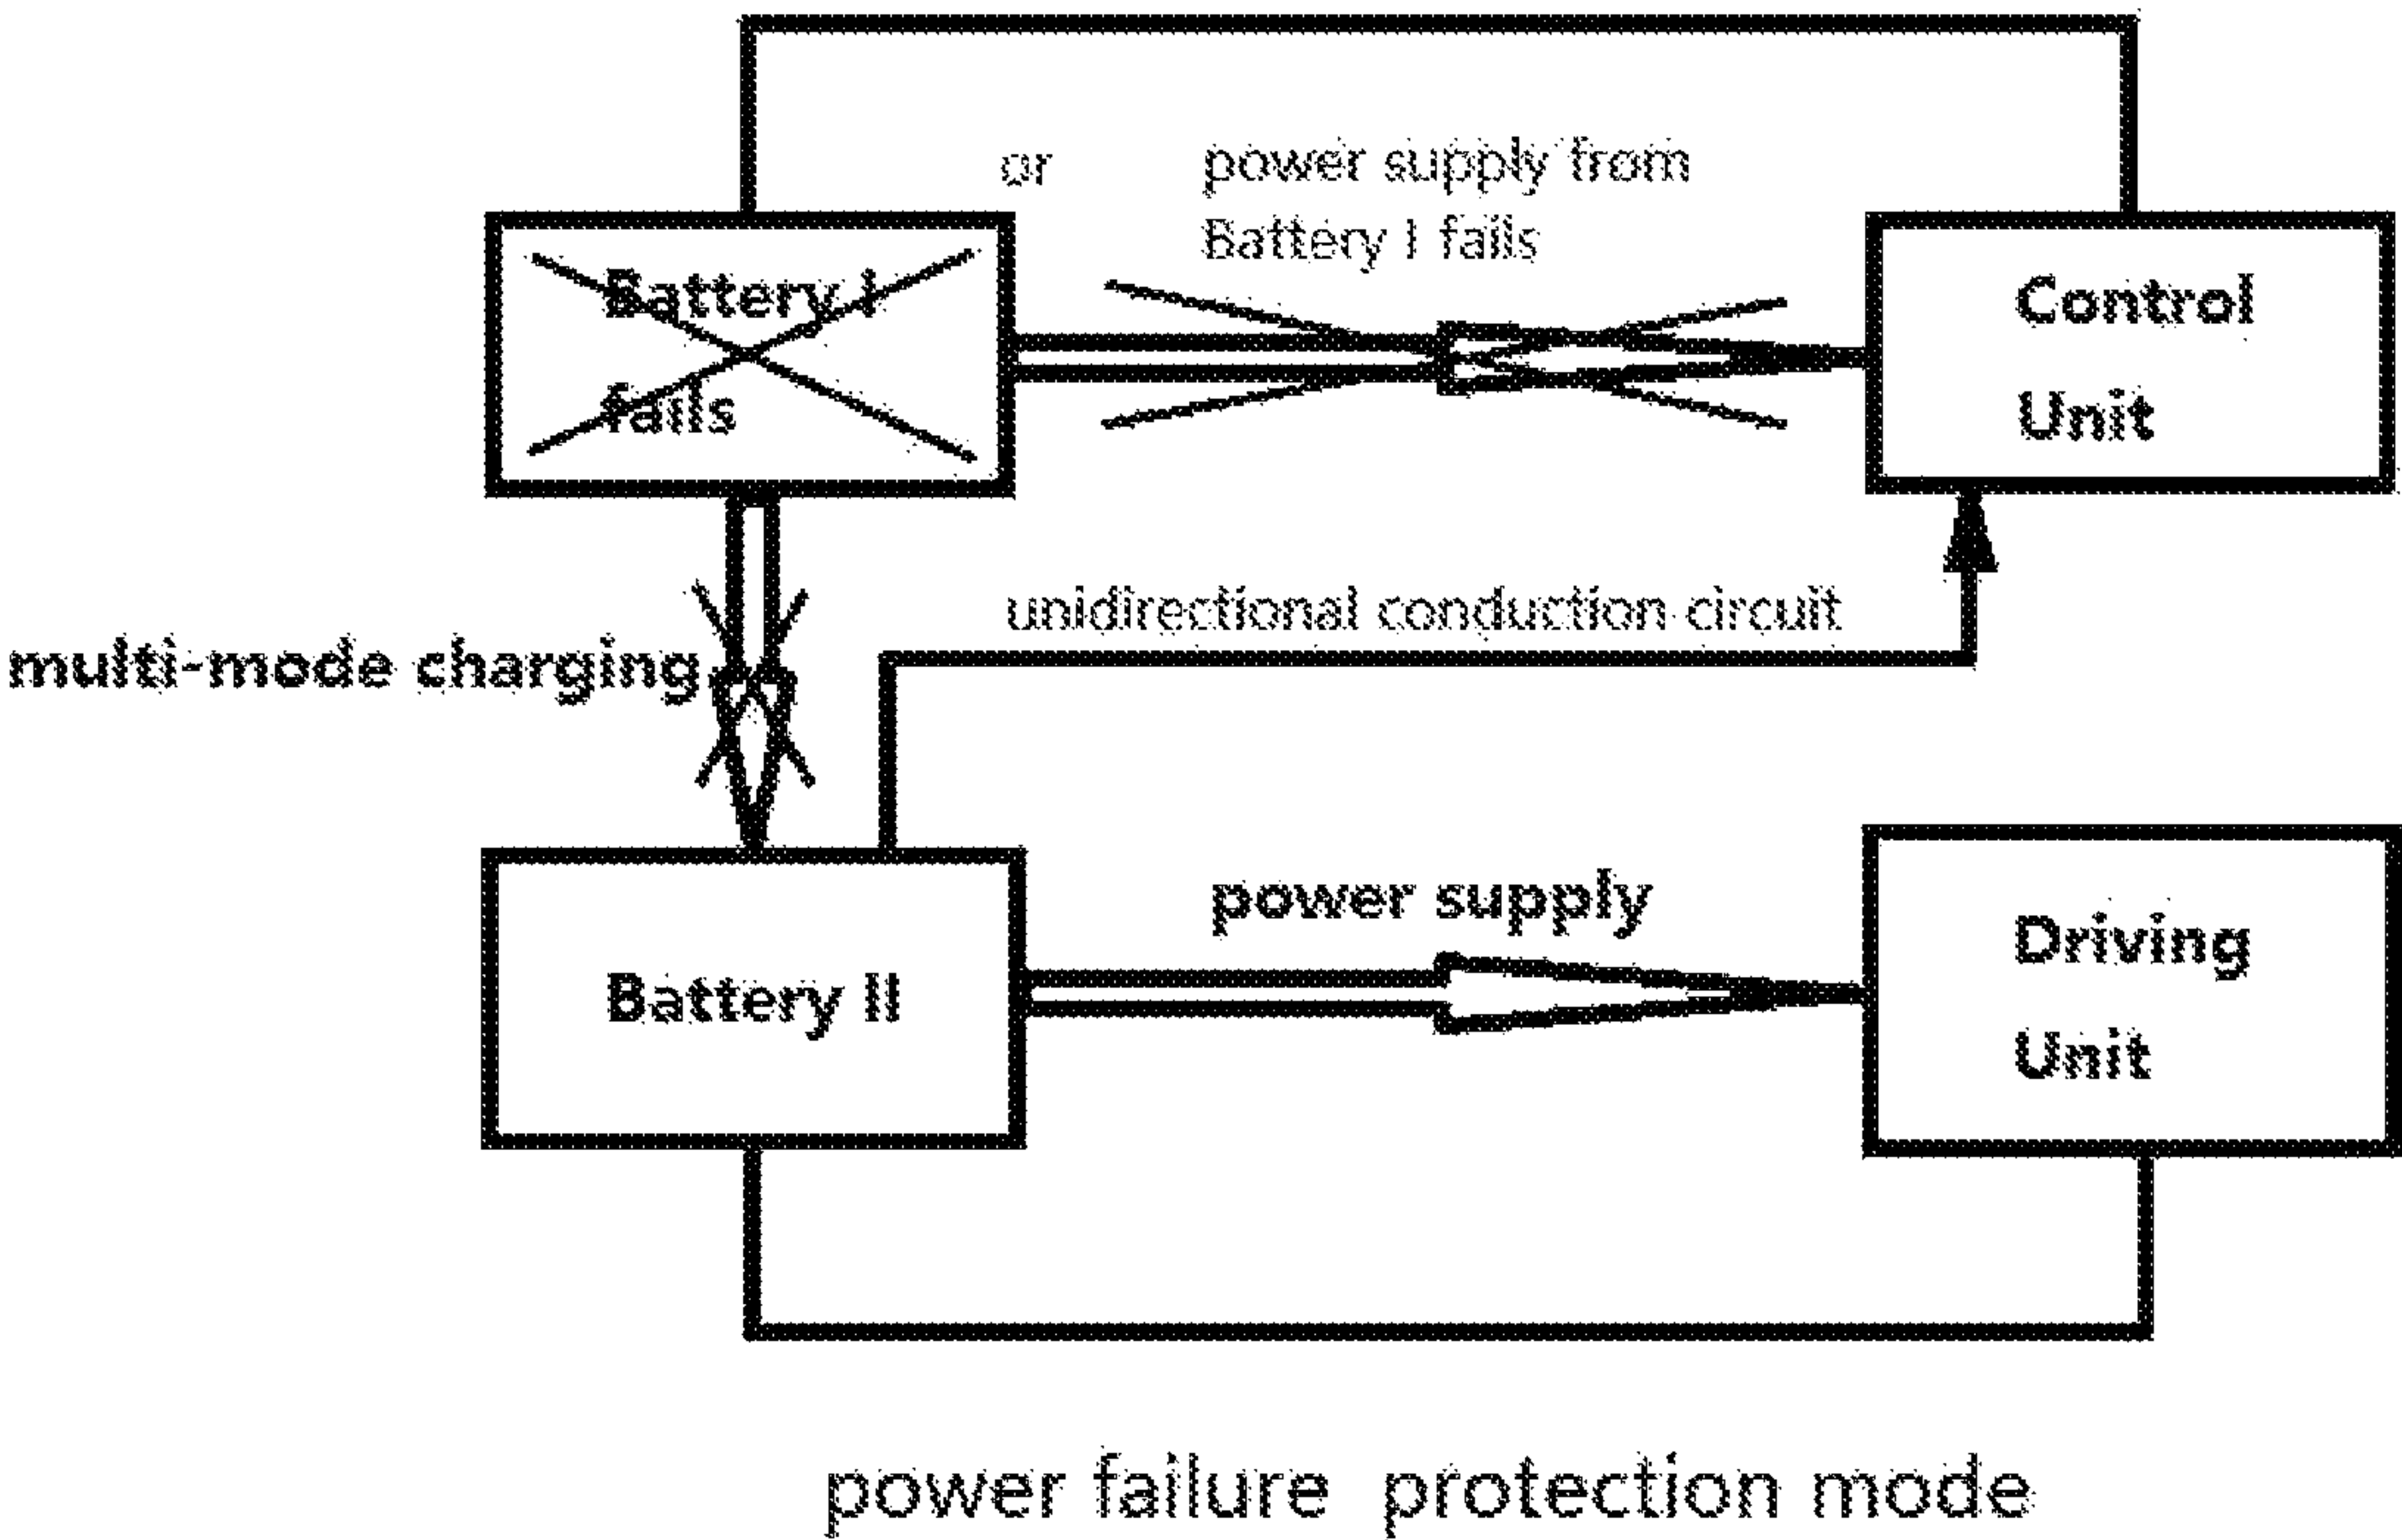 or
power supply from
Battery I fails
Battery I
fails
Control
Unit
unidirectional conduction circuit
multi-mode charging
power supply
Battery II
Driving
Unit
power failure protection mode